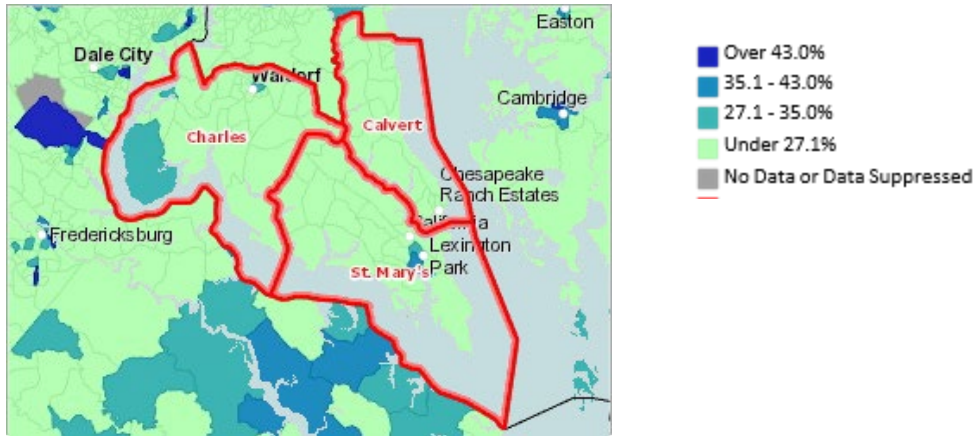 Easton
Dale City
Waldorf
Cambridge
Charles
Calvert
Chesapeake
Ranch Estates
California
Fredericksburg
Lexington
Park
St. Mary's
Over 43.0%
35.1 - 43.0%
27.1 - 35.0%
Under 27.1%
No Data or Data Suppressed